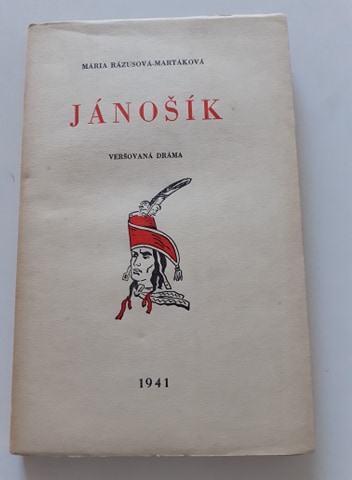 MÁRIA RÁZUSOVÁ-MARTÁKOVÁ
JÁNOŠÍK
VERŠOVANÁ DRÁMA
1941